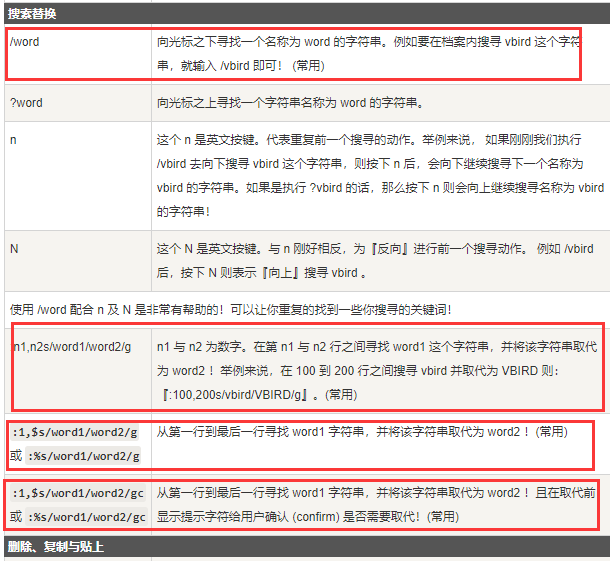 搜索替换
/word
向光标之下寻找一个名称为 word 的字符串。例如要在档案内搜寻 vbird 这个字符
串，就输入 /vbird 即可！ (常用)
?word
向光标之上寻找一个字符串名称为 word 的字符串。
n
这个 n 是英文按键。代表重复前一个搜寻的动作。举例来说， 如果刚刚我们执行
/vbird 去向下搜寻 vbird 这个字符串，则按下 n 后，会向下继续搜寻下一个名称为
vbird 的字符串。如果是执行 ?vbird 的话，那么按下 n 则会向上继续搜寻名称为 vbird
的字符串！
N
这个 N 是英文按键。与 n 刚好相反，为『反向』进行前一个搜寻动作。 例如 /vbird
后，按下 N 则表示『向上』搜寻 vbird 。
使用 /word 配合 n 及 N 是非常有帮助的！可以让你重复的找到一些你搜寻的关键词！
n1,n2s/word1/word2/g
n1 与 n2 为数字。在第 n1 与 n2 行之间寻找 word1 这个字符串，并将该字符串取代
为 word2 ！举例来说，在 100 到 200 行之间搜寻 vbird 并取代为 VBIRD 则：
『:100,200s/vbird/VBIRD/g』。(常用)
:1,$s/word1/word2/g
或 :%s/word1/word2/g
从第一行到最后一行寻找 word1 字符串，并将该字符串取代为 word2 ！(常用)
:1,$s/word1/word2/gc
或 :%s/word1/word2/gc
从第一行到最后一行寻找 word1 字符串，并将该字符串取代为 word2 ！且在取代前
显示提示字符给用户确认 (confirm) 是否需要取代！(常用)
删除、复制与贴上